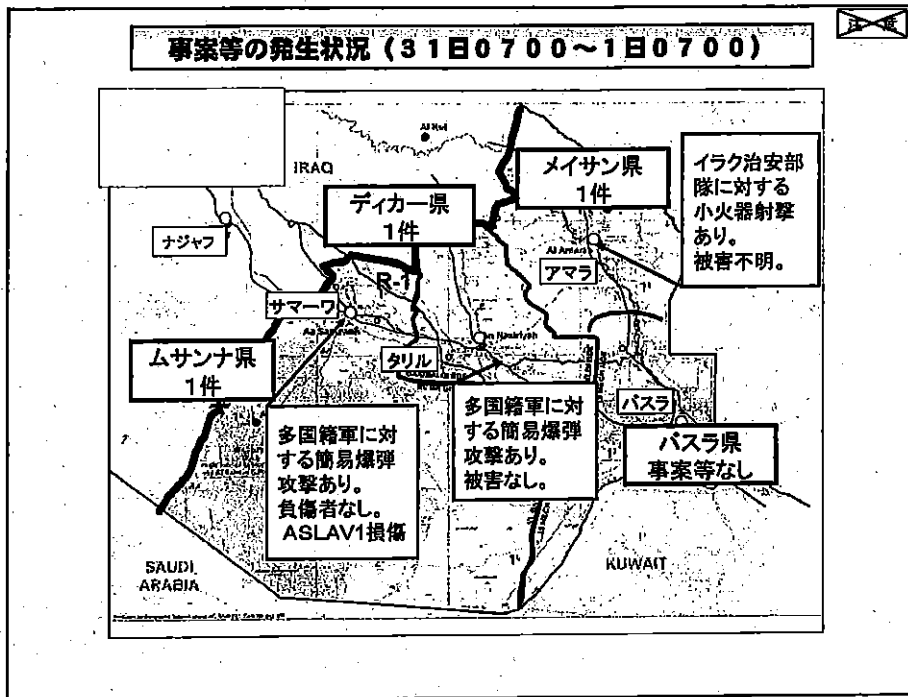 事案等の発生状況（３１日０７００～１日０７００）
注意
Al Hai
IRAQ
メイサン県
1件
イラク治安部
隊に対する
小火器射撃
あり。
被害不明。
ディカー県
1件
ナジャフ
アマラ
R-1
サマーワ
As Samawah
ムサンナ県
1件
タリル
バスラ
多国籍軍に対
する簡易爆弾
攻撃あり。
負傷者なし。
ASLAV1損傷
多国籍軍に対
する簡易爆弾
攻撃あり。
被害なし。
バスラ県
事案等なし
SAUDI
ARABIA
KUWAIT